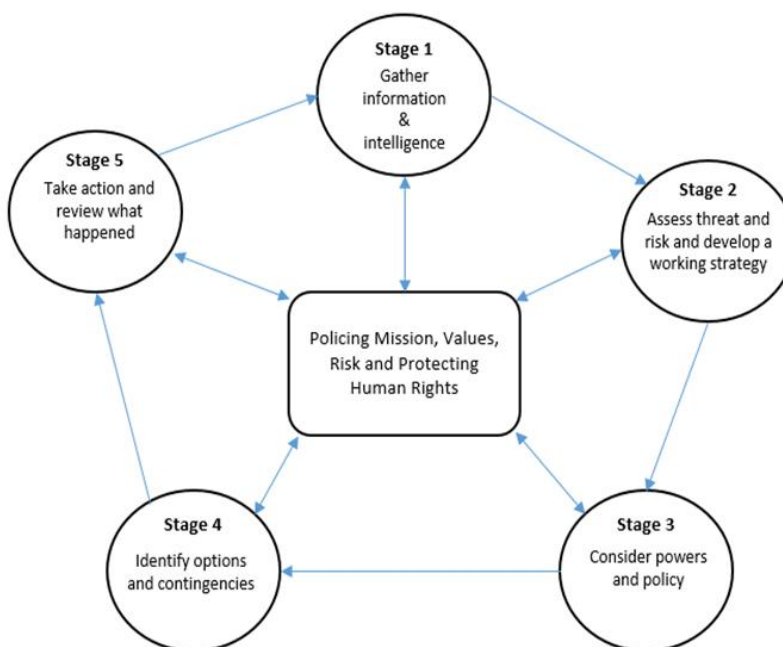 Stage 1
Gather
information
&
intelligence
Stage 2
Assess threat and
risk and develop a
working strategy
Stage 3
Consider powers
and policy
Stage 4
Identify options
and contingencies
Stage 5
Take action and
review what
happened
Policing Mission, Values,
Risk and Protecting
Human Rights